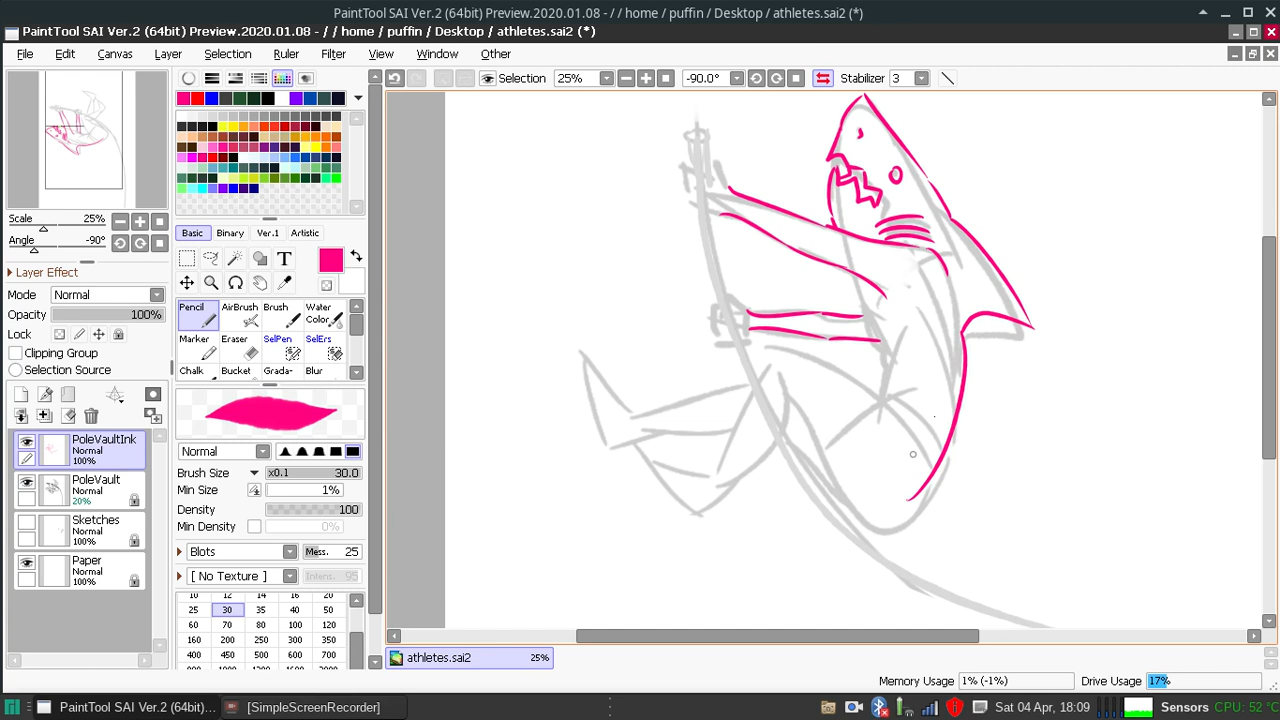 PaintTool SAI Ver.2 (64bit) Preview.2020.01.08 - / / home / puffin / Desktop / athletes.sai2 (*)
PaintTool SAI Ver.2 (64bit) Preview.2020.01.08 - / / home / puffin / Desktop / athletes.sai2 (*)
File Edit Canvas Layer Selection Ruler Filter View Window Other
Selection 25% -90.0° Stabilizer 3
Scale 25%
Angle -90°
Layer Effect
Mode Normal
Opacity 100%
Lock
Clipping Group
Selection Source
PoleVaultInk
Normal
100%
PoleVault
Normal
20%
Sketches
Normal
100%
Paper
Normal
100%
Basic Binary Ver.1 Artistic
T
Pencil AirBrush Brush Water Color
Marker Eraser SelPen SelErs
Chalk Bucket Grada- Blur
Normal
Brush Size x0.1 30.0
Min Size 1%
Density 100
Min Density 0%
Blots Mess. 25
[ No Texture ] Intent. 95
10 12 14 16 20
25 30 35 40 50
60 70 80 100 120
160 200 250 300 350
400 450 500 600 700
athletes.sai2 25%
Memory Usage 1% (-1%) Drive Usage 17%
PaintTool SAI Ver.2 (64bit)... [SimpleScreenRecorder] Sat 04 Apr, 18:09 Sensors CPU: 52 °C